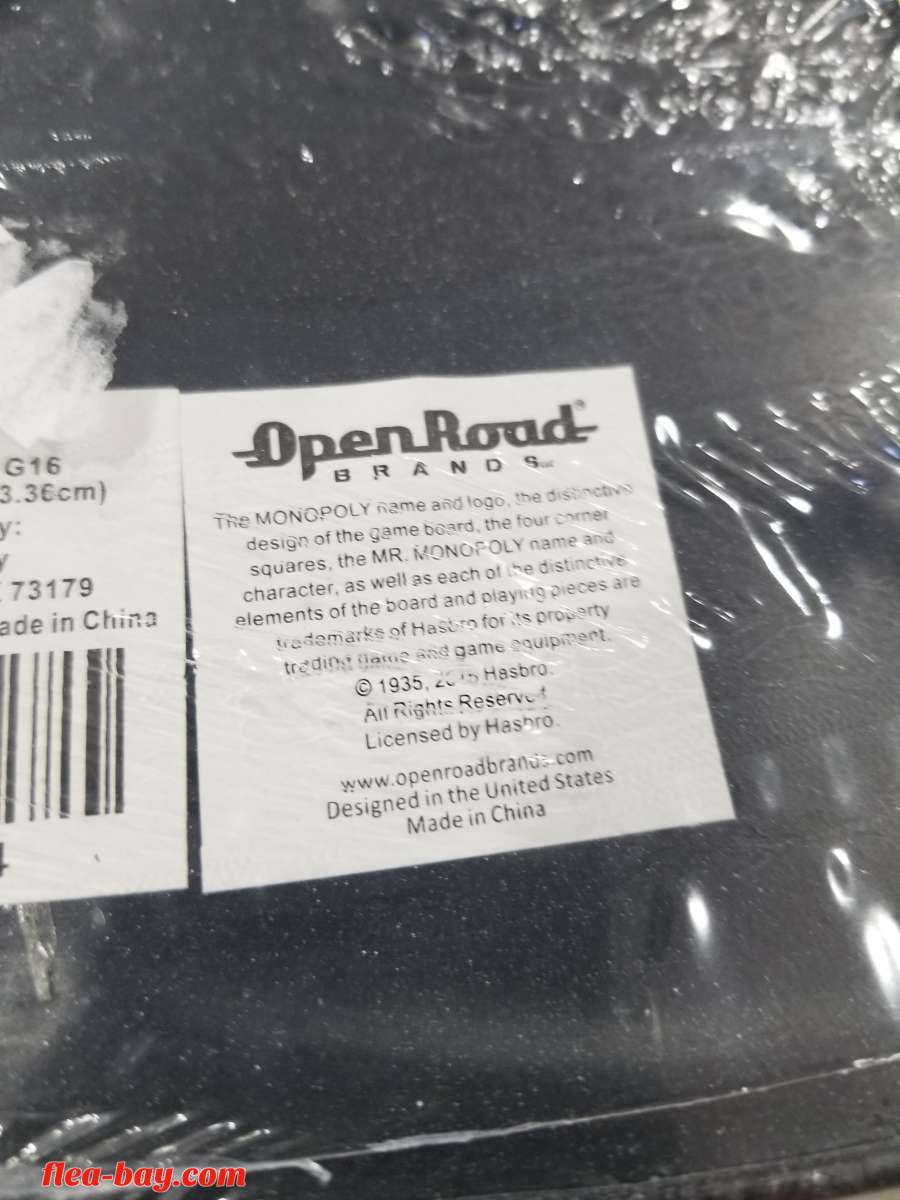 G16
3.36cm)
y:
y
73179
ade in China
4
OpenRoad®
BRANDS LLC
The MONOPOLY name and logo, the distinctive
design of the game board, the four corner
squares, the MR. MONOPOLY name and
character, as well as each of the distinctive
elements of the board and playing pieces are
trademarks of Hasbro for its property
trading game and game equipment.
© 1935, Hasbro.
All Rights Reserved
Licensed by Hasbro.
www.openroadbrands.com
Designed in the United States
Made in China
flea-bay.com